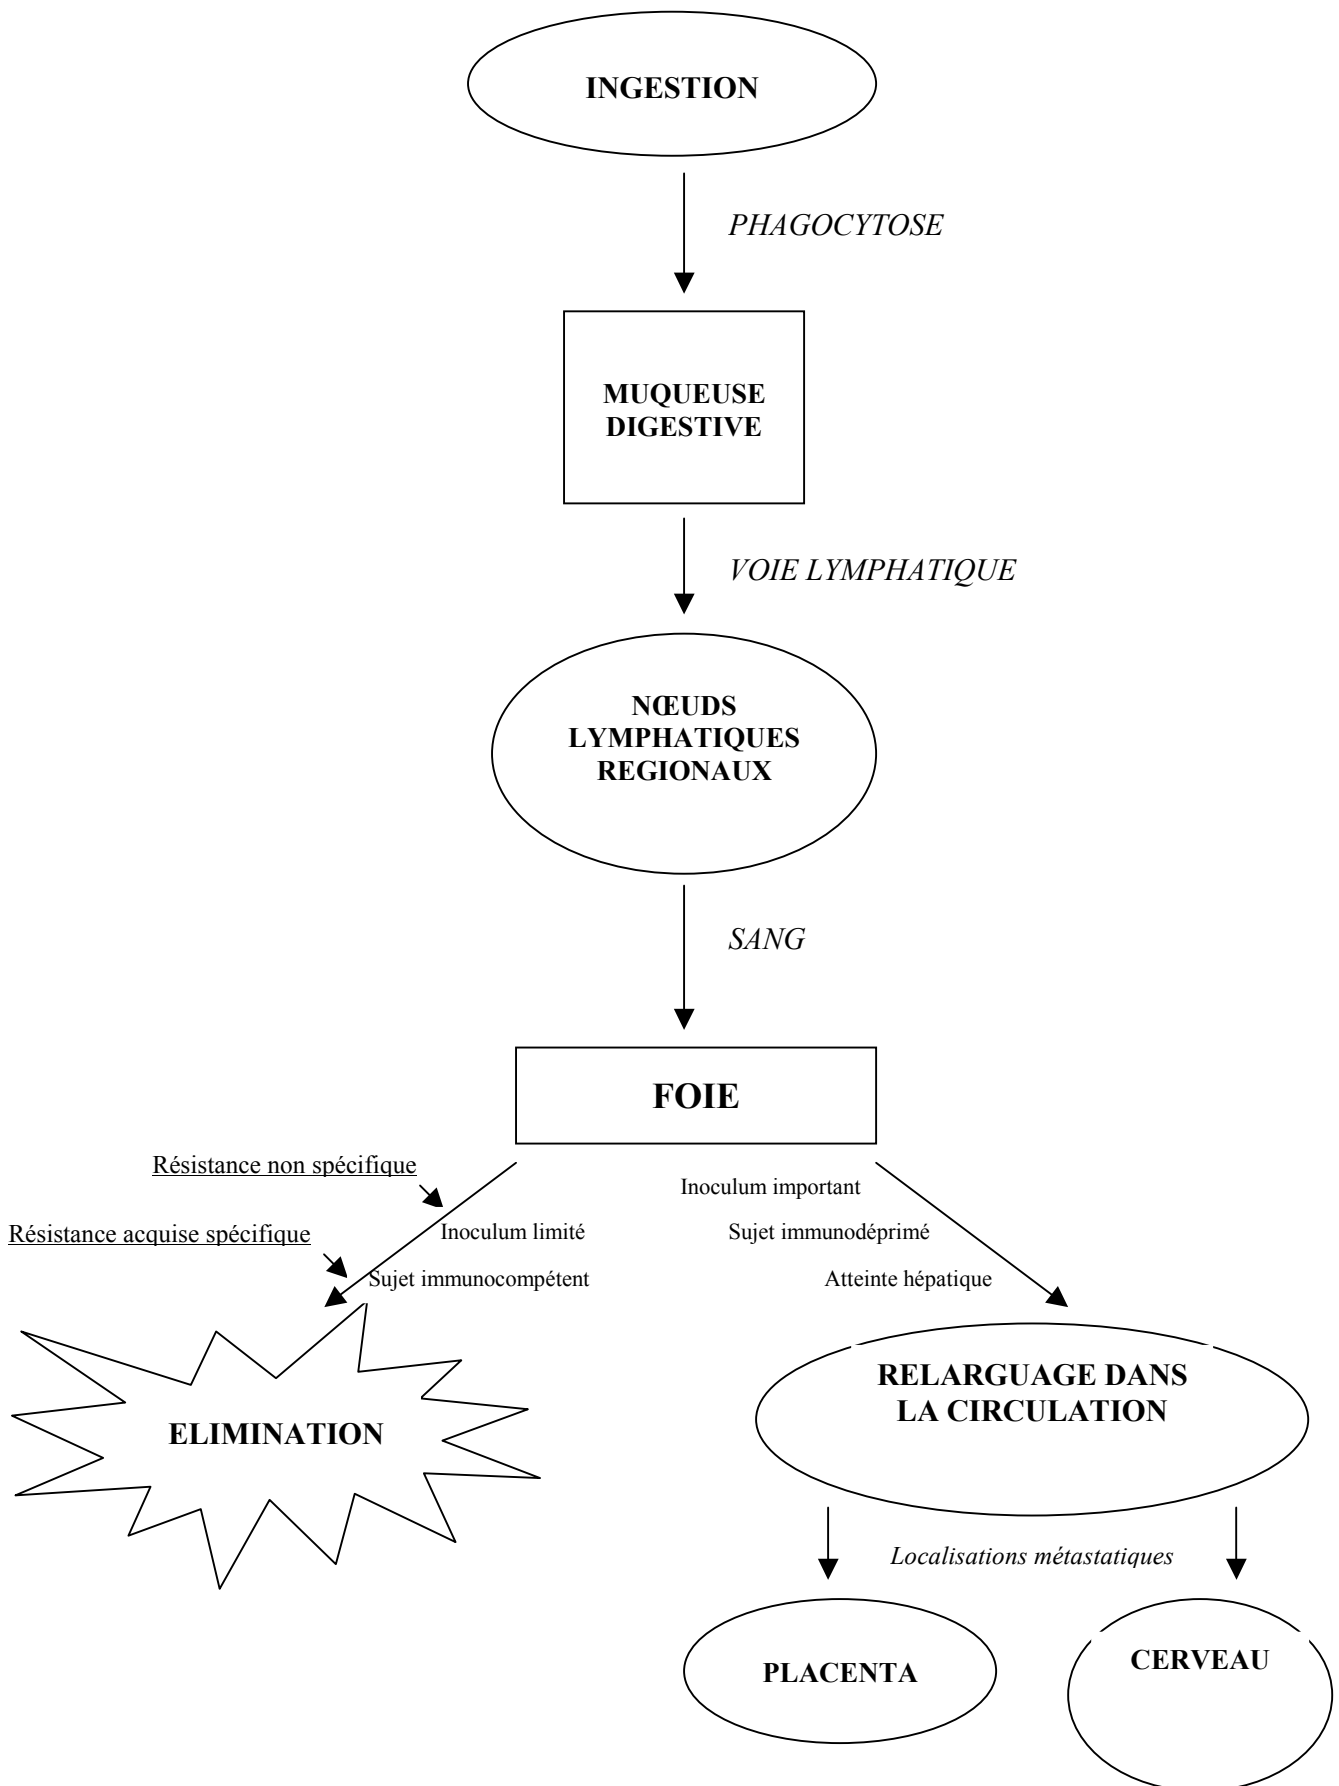 INGESTION
PHAGOCYTOSE
MUQUEUSE
DIGESTIVE
VOIE LYMPHATIQUE
NŒUDS
LYMPHATIQUES
REGIONAUX
SANG
FOIE
Résistance non spécifique
Inoculum important
Résistance acquise spécifique
Inoculum limité
Sujet immunodéprimé
Sujet immunocompétent
Atteinte hépatique
RELARGUAGE DANS
LA CIRCULATION
ELIMINATION
Localisations métastatiques
PLACENTA
CERVEAU